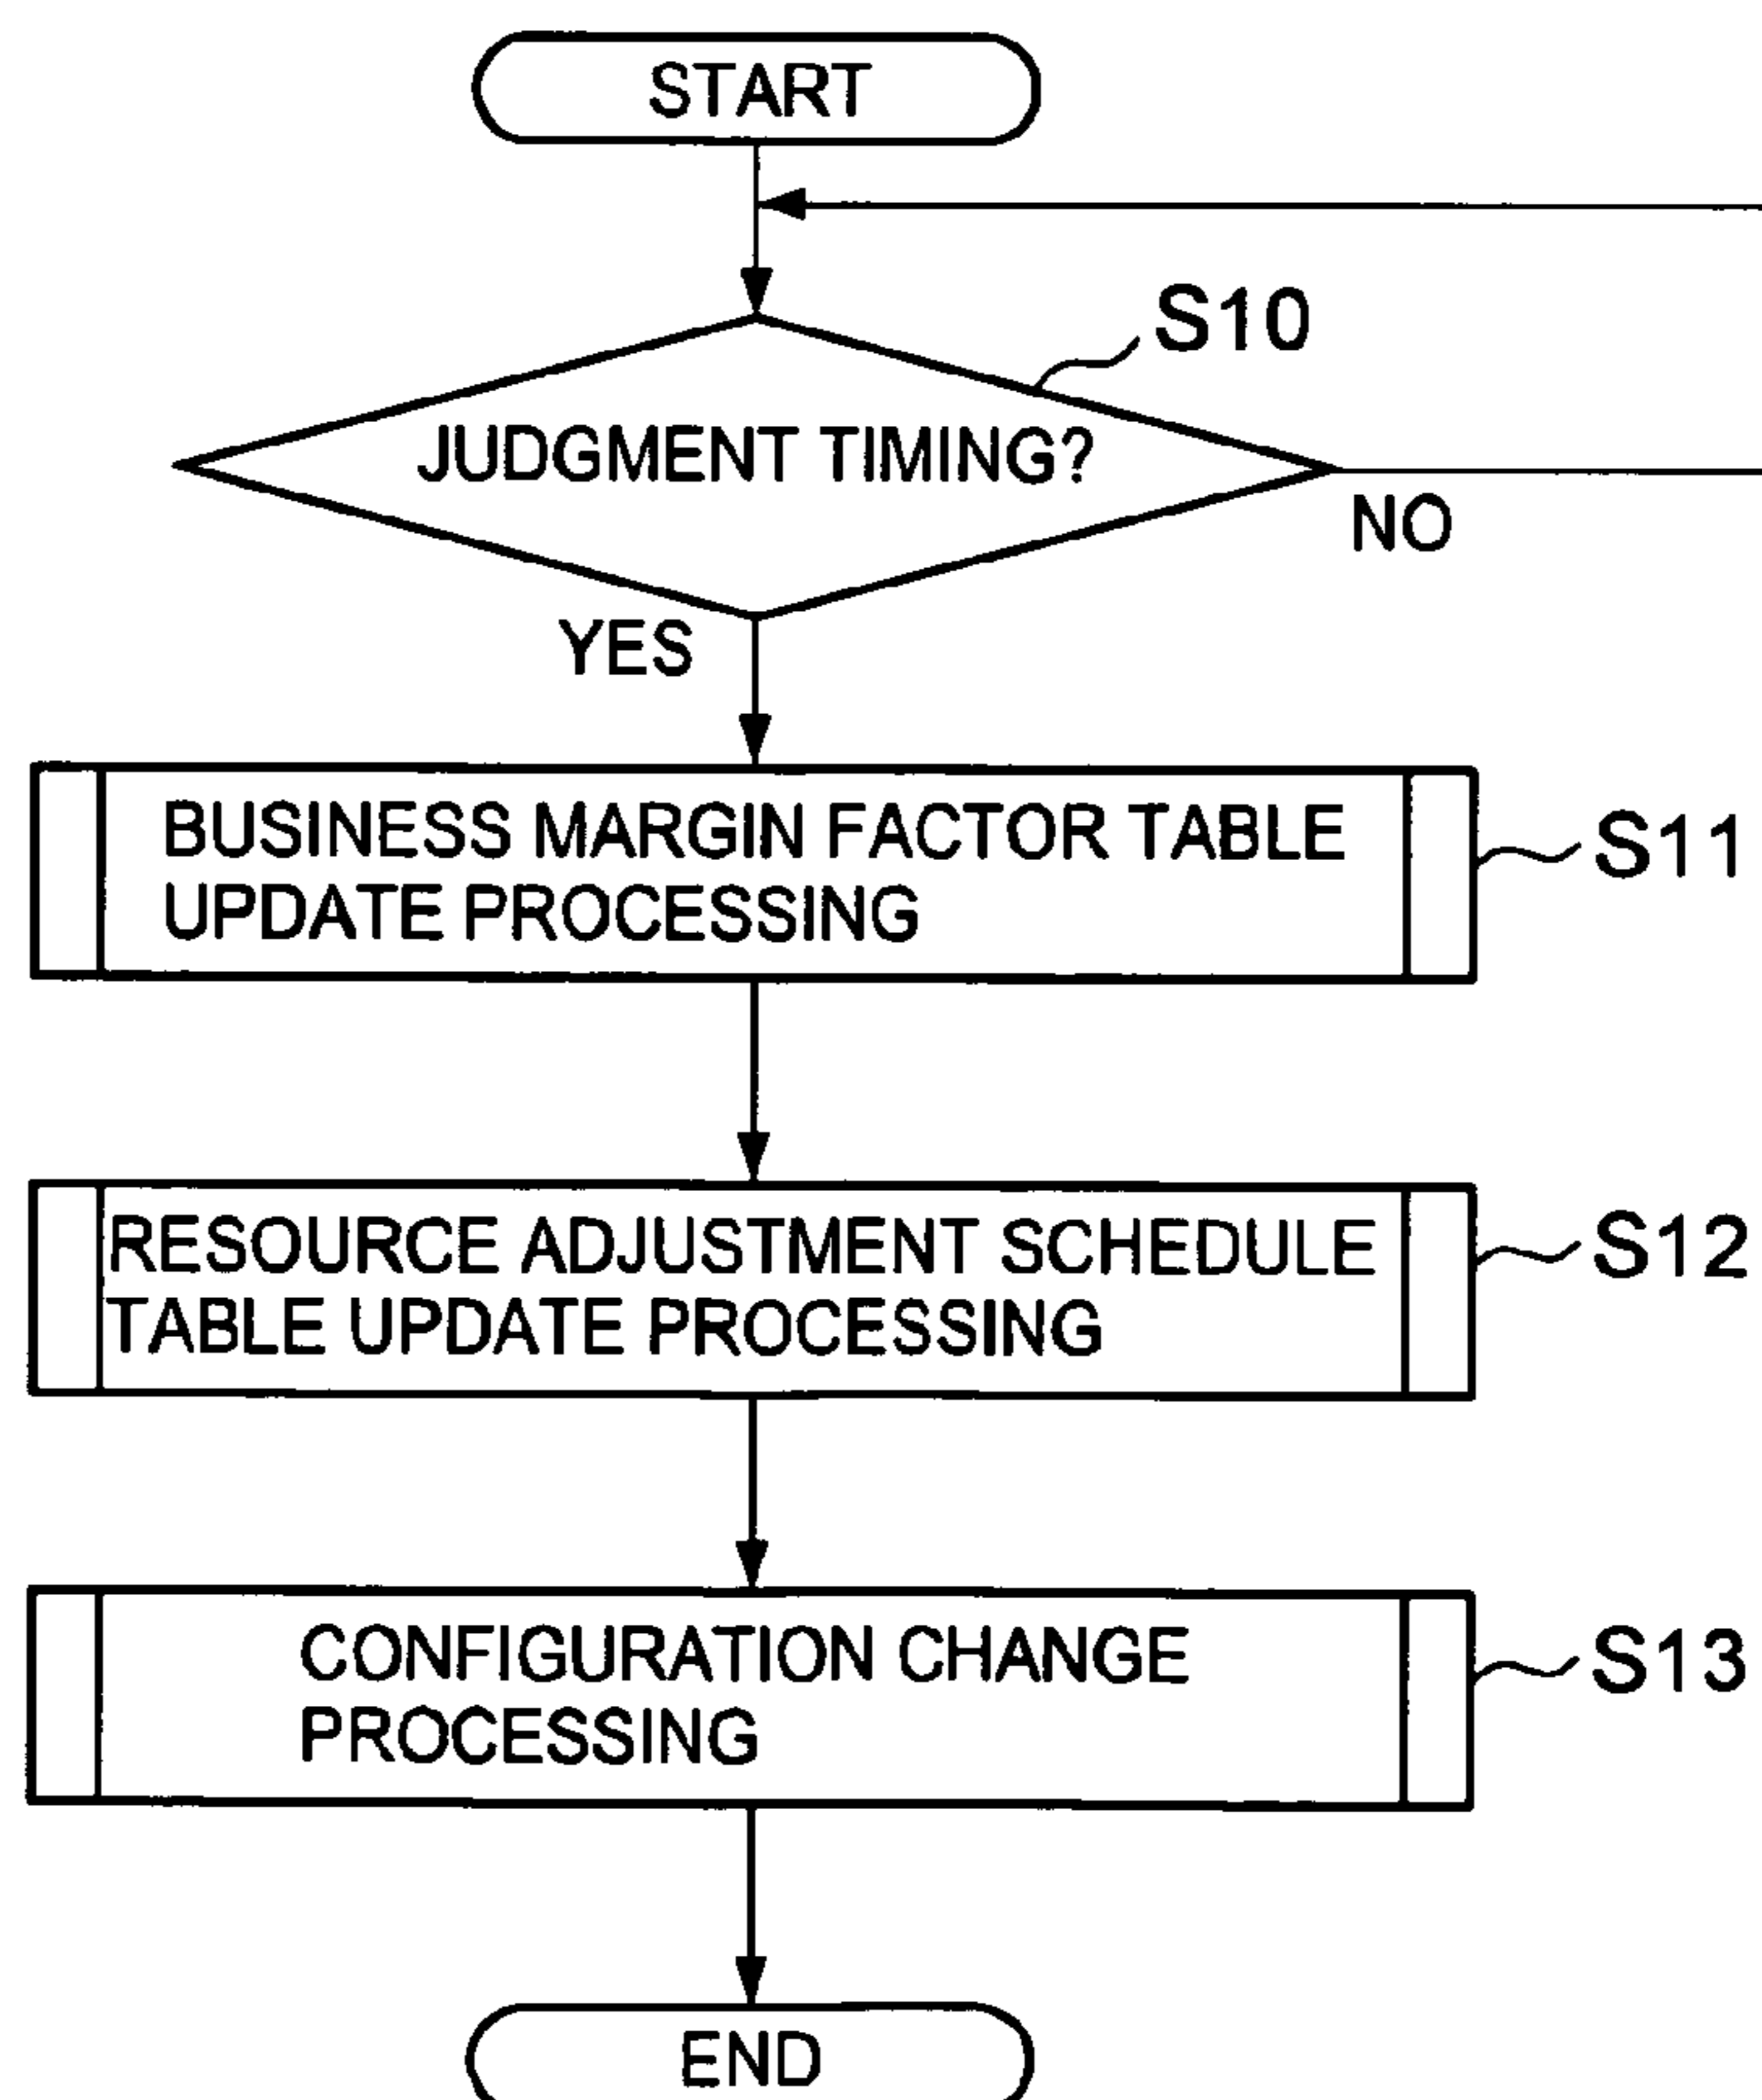 START
S10
JUDGMENT TIMING?
NO
YES
BUSINESS MARGIN FACTOR TABLE
UPDATE PROCESSING
S11
RESOURCE ADJUSTMENT SCHEDULE
TABLE UPDATE PROCESSING
S12
CONFIGURATION CHANGE
PROCESSING
S13
END